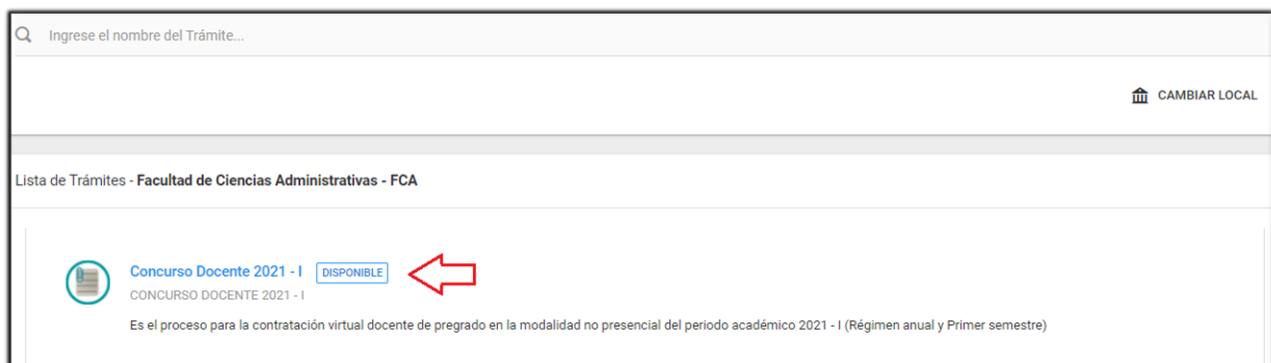 Ingrese el nombre del Trámite...
CAMBIAR LOCAL
Lista de Trámites - Facultad de Ciencias Administrativas - FCA
Concurso Docente 2021 - I DISPONIBLE
CONCURSO DOCENTE 2021 - I
Es el proceso para la contratación virtual docente de pregrado en la modalidad no presencial del periodo académico 2021 - I (Régimen anual y Primer semestre)